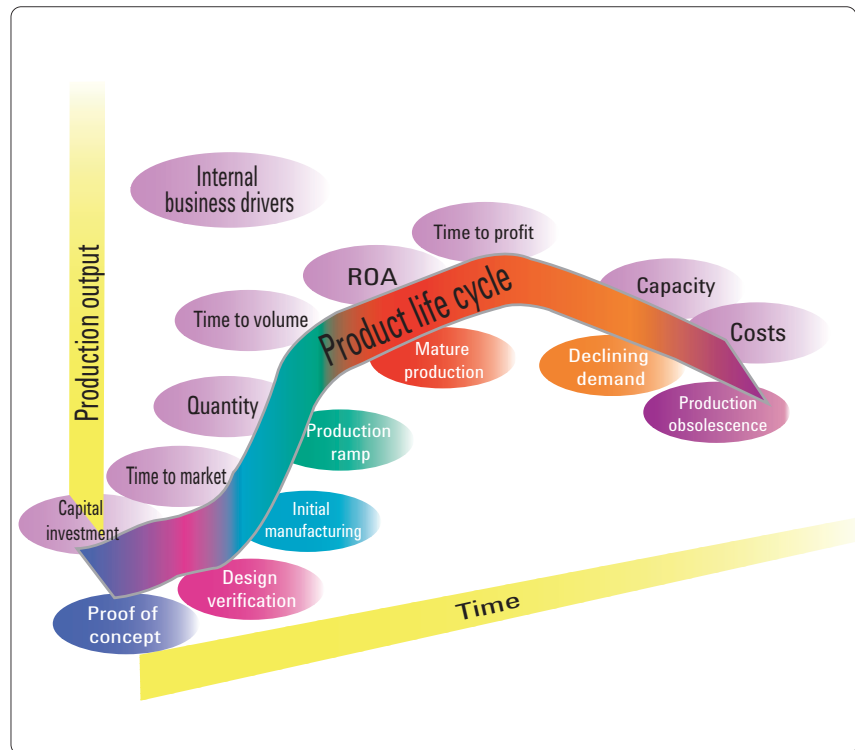 Internal
business drivers
Production output
Time to profit
ROA
Capacity
Time to volume
Product life cycle
Costs
Mature
production
Declining
demand
Quantity
Production
obsolescence
Production
ramp
Time to market
Capital
investment
Initial
manufacturing
Design
verification
Proof of
concept
Time